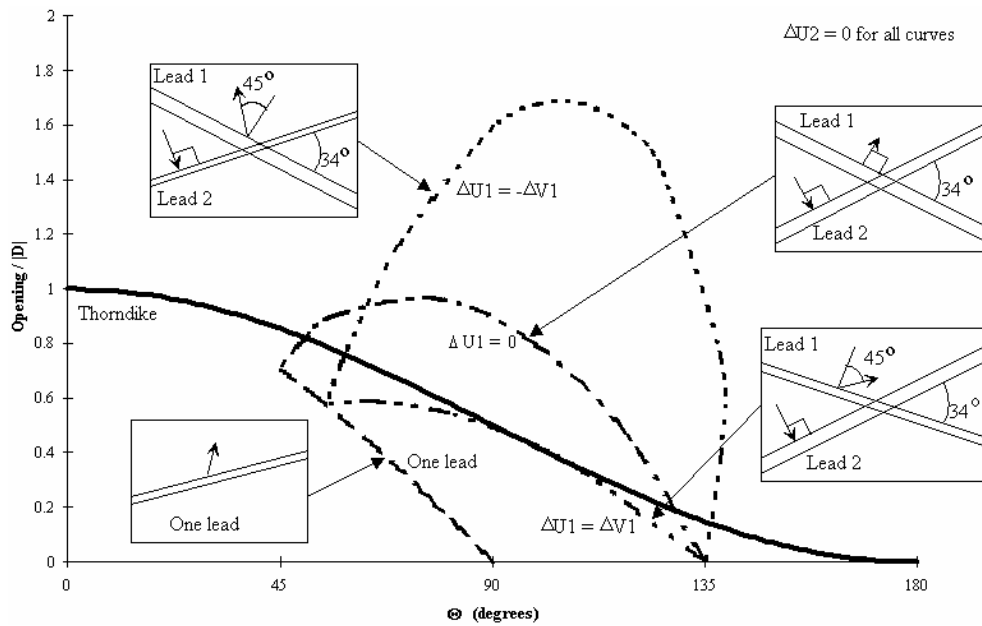 2
1.8
1.6
1.4
1.2
1
0.8
0.6
0.4
0.2
0
Opening / |D|
ΔU2 = 0 for all curves
Lead 1
45°
34°
Lead 2
ΔU1 = -ΔV1
Lead 1
34°
Lead 2
Thorndike
ΔU1 = 0
Lead 1
45°
34°
Lead 2
One lead
One lead
ΔU1 = ΔV1
0
45
90
135
180
Θ (degrees)